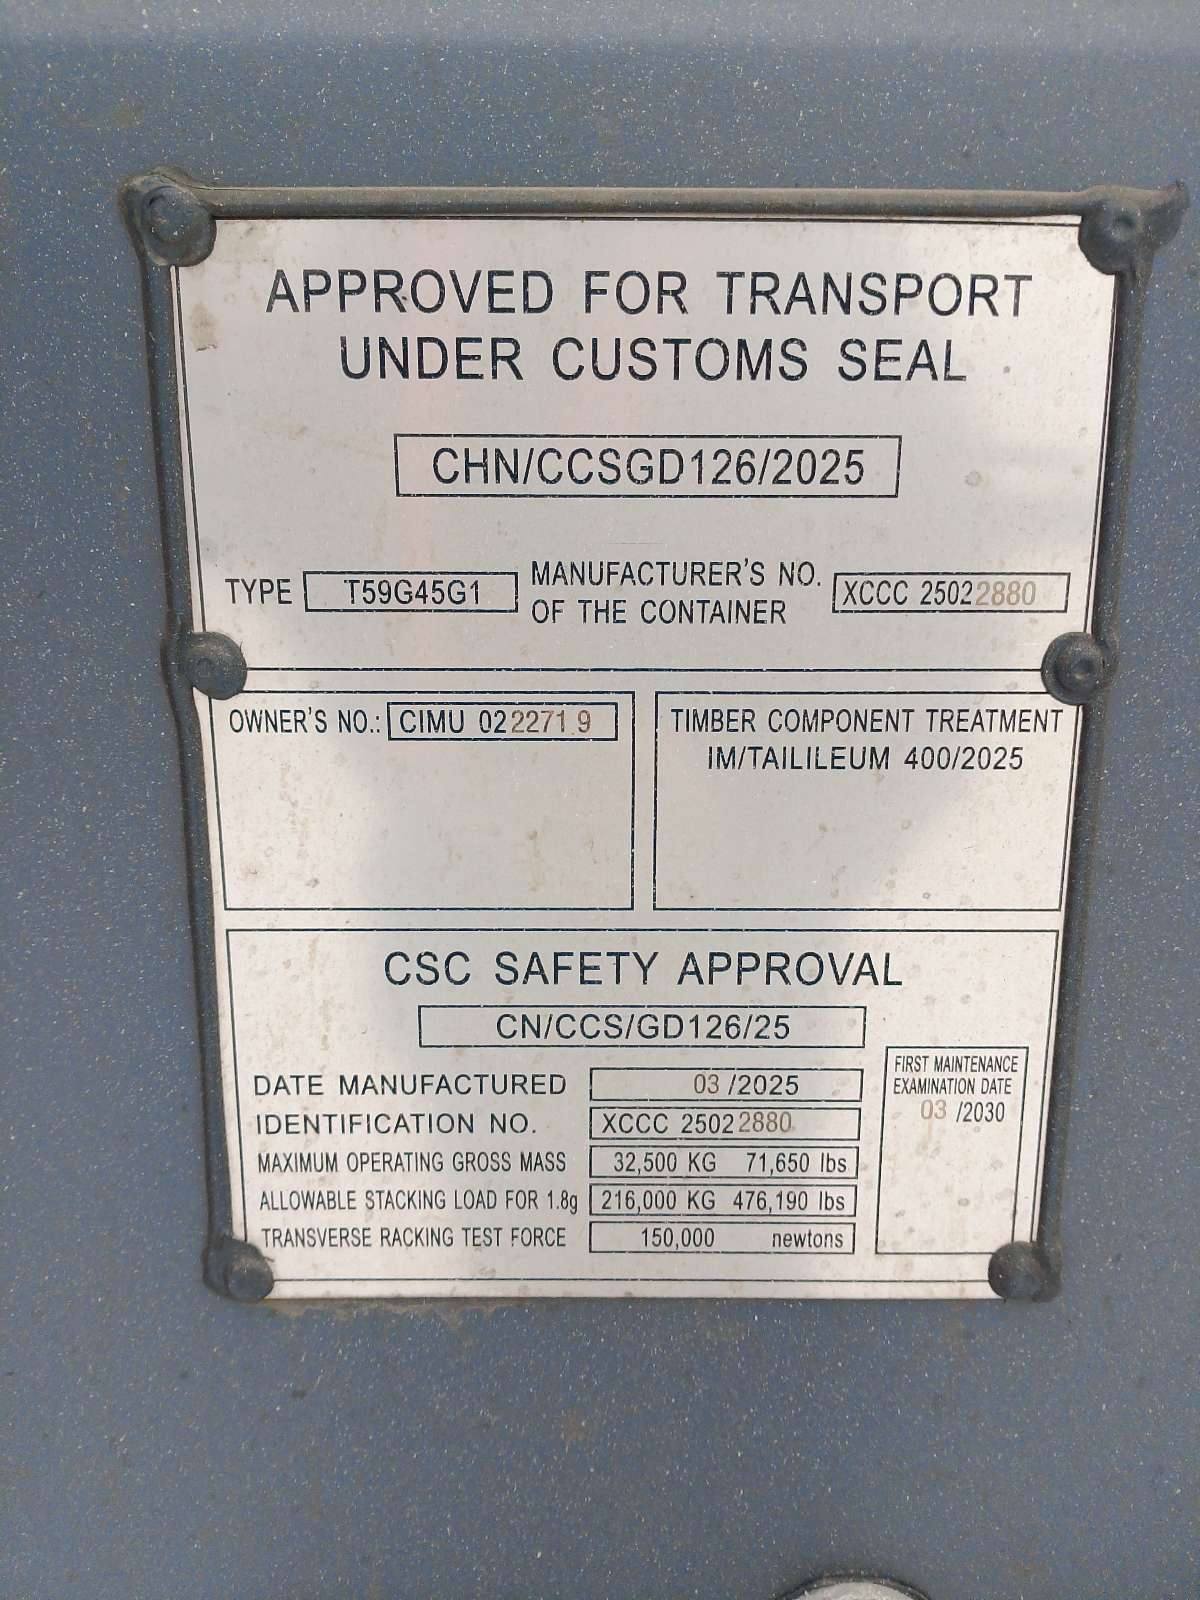 APPROVED FOR TRANSPORT
UNDER CUSTOMS SEAL
CHN/CCSGD126/2025
TYPE T59G45G1 MANUFACTURER'S NO. OF THE CONTAINER XCCC 25022880
OWNER'S NO.: CIMU 022271 9
TIMBER COMPONENT TREATMENT
IM/TAILILEUM 400/2025
CSC SAFETY APPROVAL
CN/CCS/GD126/25
DATE MANUFACTURED 03 /2025
IDENTIFICATION NO. XCCC 25022880
MAXIMUM OPERATING GROSS MASS 32,500 KG 71,650 lbs
ALLOWABLE STACKING LOAD FOR 1.8g 216,000 KG 476,190 lbs
TRANSVERSE RACKING TEST FORCE 150,000 newtons
FIRST MAINTENANCE
EXAMINATION DATE
03 /2030